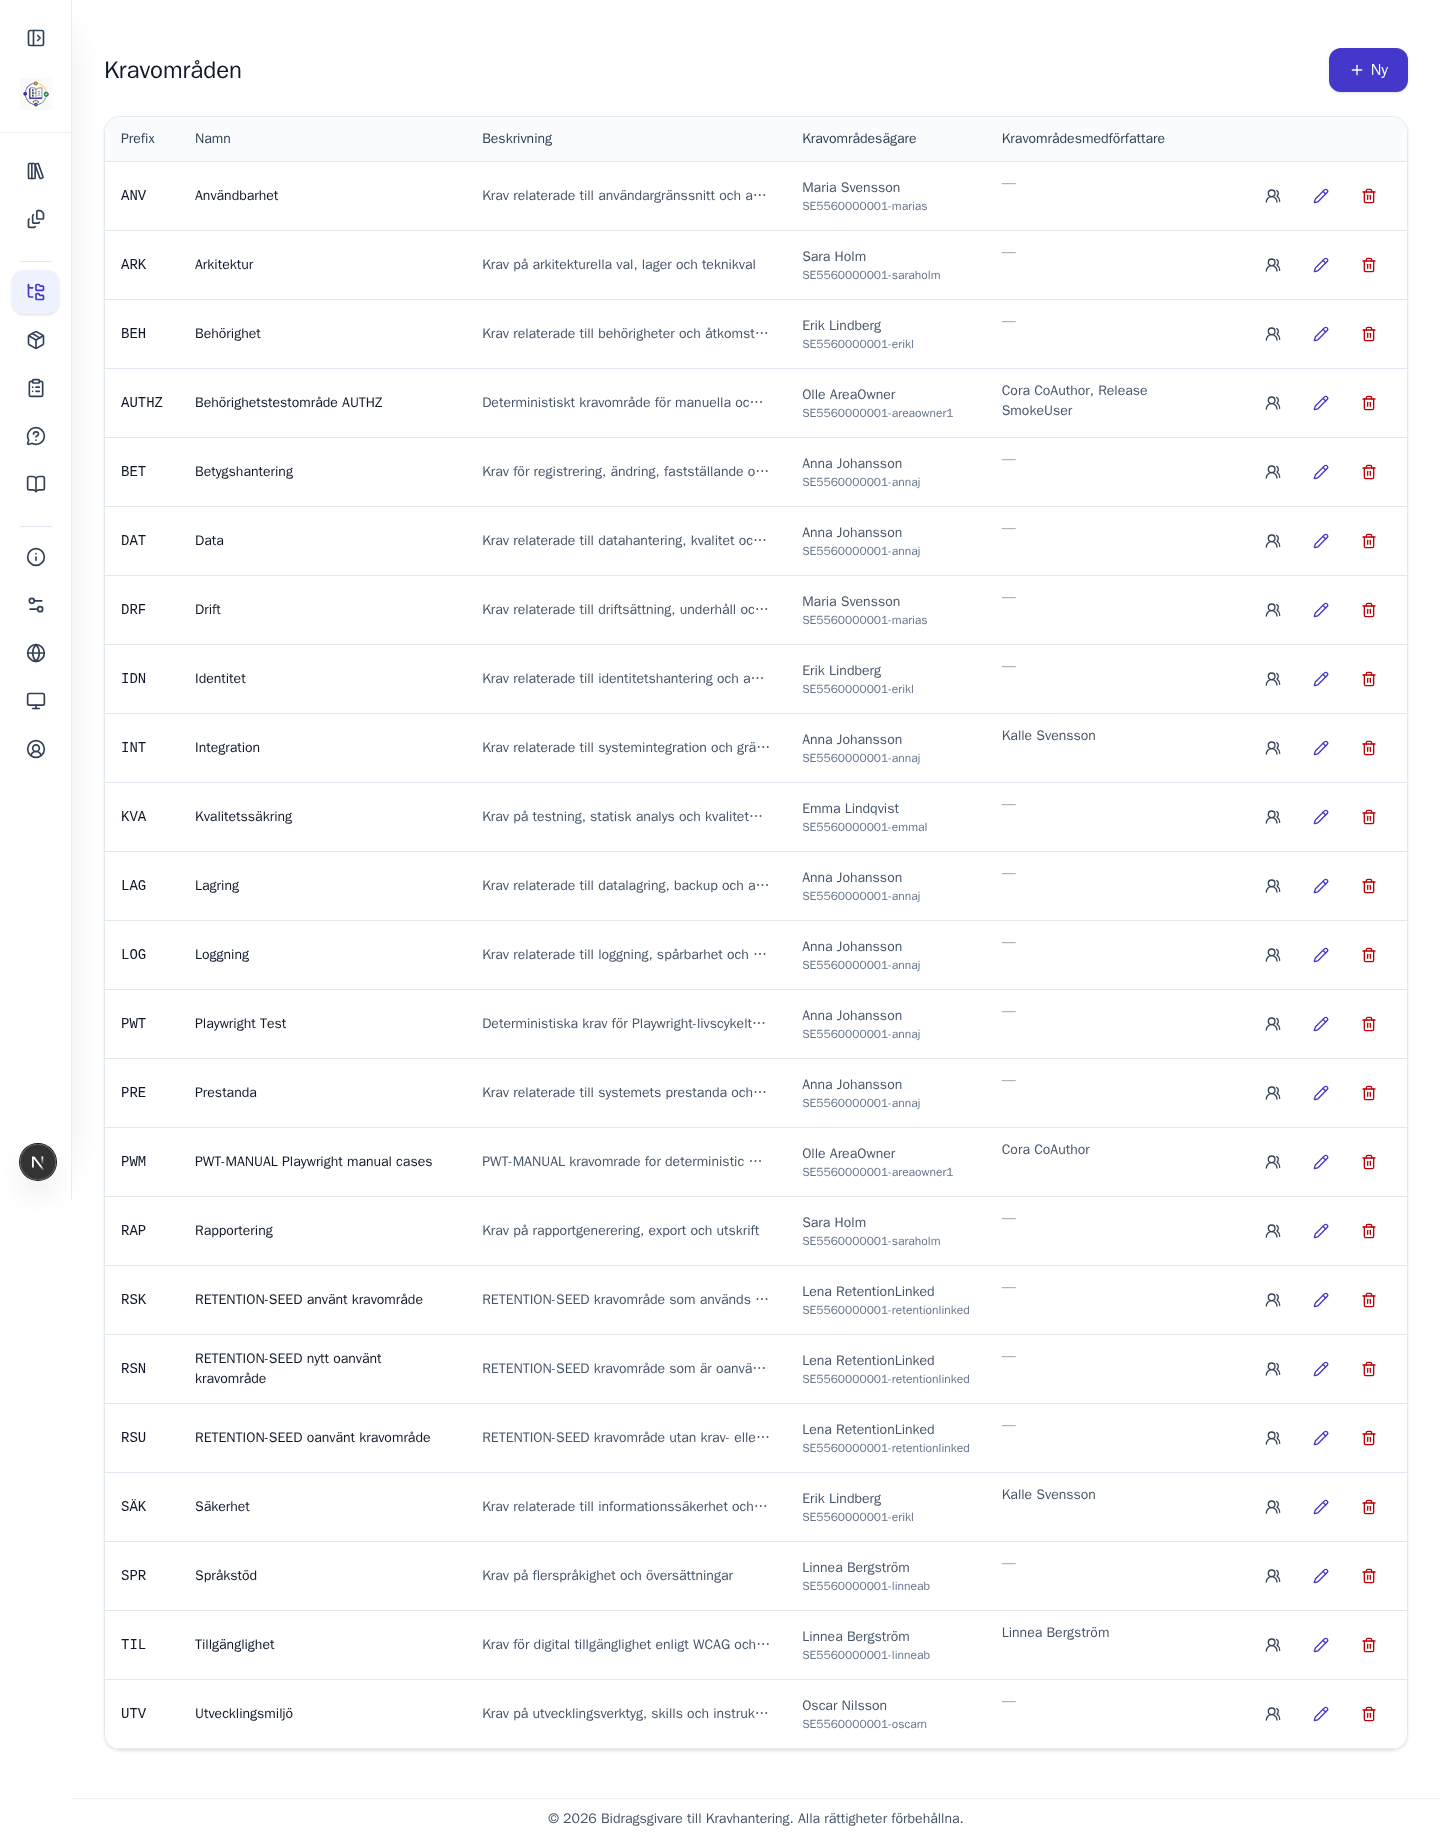 Kravområden
Ny
Prefix Namn Beskrivning Kravområdesägare Kravområdesmedförfattare
ANV Användbarhet Krav relaterade till användargränssnitt och a… Maria Svensson —
SE5560000001-marias
ARK Arkitektur Krav på arkitekturella val, lager och teknikval Sara Holm —
SE5560000001-saraholm
BEH Behörighet Krav relaterade till behörigheter och åtkomst… Erik Lindberg —
SE5560000001-erikl
AUTHZ Behörighetstestområde AUTHZ Deterministiskt kravområde för manuella oc… Olle AreaOwner Cora CoAuthor, Release
SE5560000001-areaowner1 SmokeUser
BET Betygshantering Krav för registrering, ändring, fastställande o… Anna Johansson —
SE5560000001-annaj
DAT Data Krav relaterade till datahantering, kvalitet oc… Anna Johansson —
SE5560000001-annaj
DRF Drift Krav relaterade till driftsättning, underhåll oc… Maria Svensson —
SE5560000001-marias
IDN Identitet Krav relaterade till identitetshantering och a… Erik Lindberg —
SE5560000001-erikl
INT Integration Krav relaterade till systemintegration och grä… Anna Johansson Kalle Svensson
SE5560000001-annaj
KVA Kvalitetssäkring Krav på testning, statisk analys och kvalitet… Emma Lindqvist —
SE5560000001-emmal
LAG Lagring Krav relaterade till datalagring, backup och a… Anna Johansson —
SE5560000001-annaj
LOG Loggning Krav relaterade till loggning, spårbarhet och … Anna Johansson —
SE5560000001-annaj
PWT Playwright Test Deterministiska krav för Playwright-livscykelt… Anna Johansson —
SE5560000001-annaj
PRE Prestanda Krav relaterade till systemets prestanda och… Anna Johansson —
SE5560000001-annaj
PWM PWT-MANUAL Playwright manual cases PWT-MANUAL kravomrade for deterministic … Olle AreaOwner Cora CoAuthor
SE5560000001-areaowner1
RAP Rapportering Krav på rapportgenerering, export och utskrift Sara Holm —
SE5560000001-saraholm
RSK RETENTION-SEED använt kravområde RETENTION-SEED kravområde som används … Lena RetentionLinked —
SE5560000001-retentionlinked
RSN RETENTION-SEED nytt oanvänt RETENTION-SEED kravområde som är oanvä… Lena RetentionLinked —
kravområde SE5560000001-retentionlinked
RSU RETENTION-SEED oanvänt kravområde RETENTION-SEED kravområde utan krav- elle… Lena RetentionLinked —
SE5560000001-retentionlinked
SÄK Säkerhet Krav relaterade till informationssäkerhet och… Erik Lindberg Kalle Svensson
SE5560000001-erikl
SPR Språkstöd Krav på flerspråkighet och översättningar Linnea Bergström —
SE5560000001-linneab
TIL Tillgänglighet Krav för digital tillgänglighet enligt WCAG och… Linnea Bergström Linnea Bergström
SE5560000001-linneab
UTV Utvecklingsmiljö Krav på utvecklingsverktyg, skills och instruk… Oscar Nilsson —
SE5560000001-oscarn
© 2026 Bidragsgivare till Kravhantering. Alla rättigheter förbehållna.